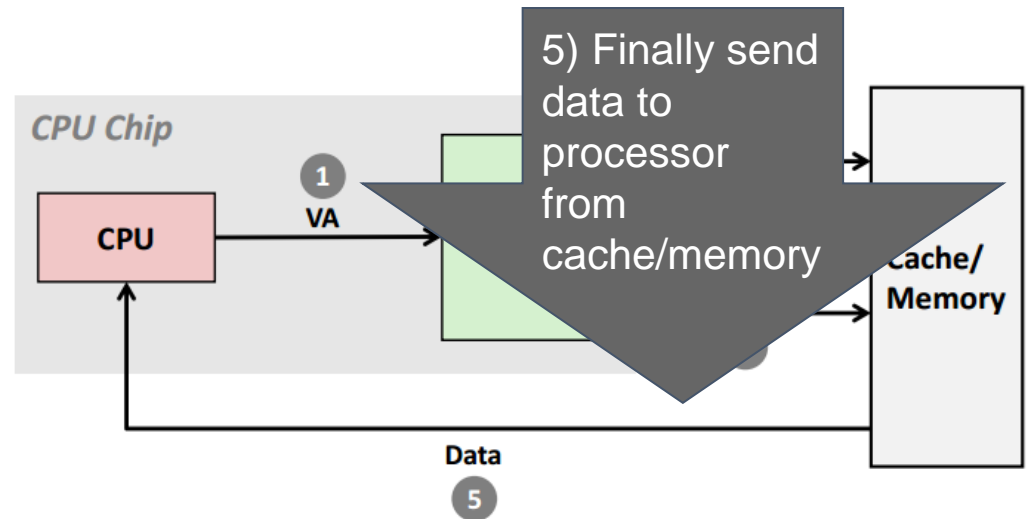 5) Finally send
data to
processor
from
cache/memory
CPU Chip
1
VA
CPU
Cache/
Memory
Data
5